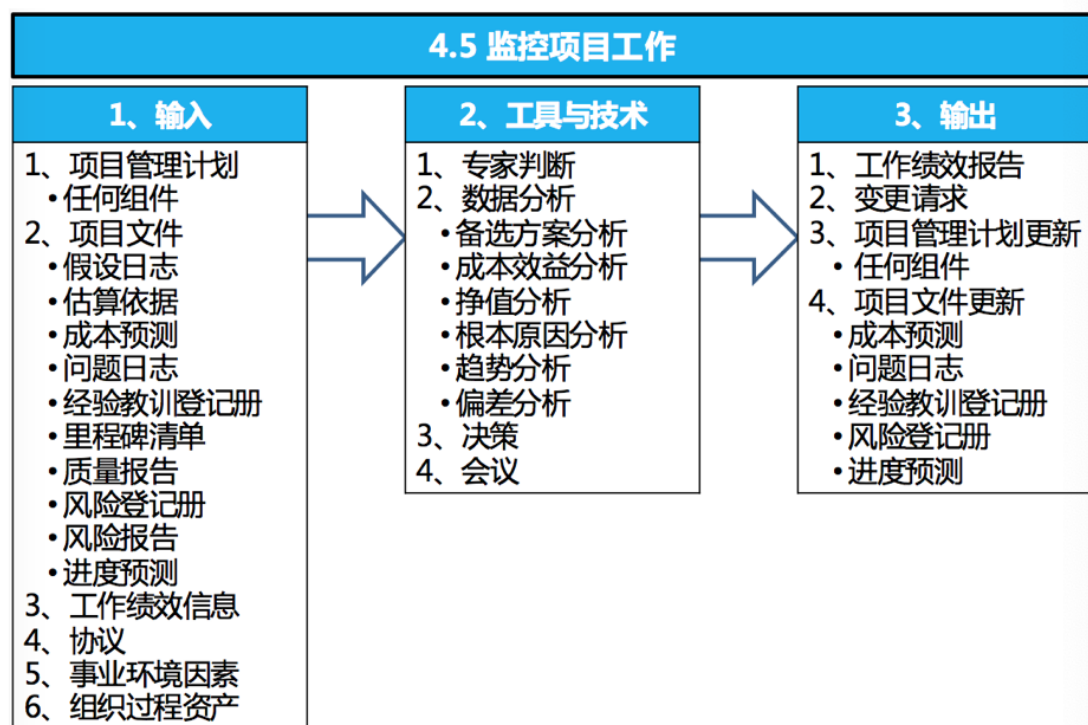 4.5 监控项目工作
1、输入
1、项目管理计划
•任何组件
2、项目文件
•假设日志
•估算依据
•成本预测
•问题日志
•经验教训登记册
•里程碑清单
•质量报告
•风险登记册
•风险报告
•进度预测
3、工作绩效信息
4、协议
5、事业环境因素
6、组织过程资产
2、工具与技术
1、专家判断
2、数据分析
•备选方案分析
•成本效益分析
•挣值分析
•根本原因分析
•趋势分析
•偏差分析
3、决策
4、会议
3、输出
1、工作绩效报告
2、变更请求
3、项目管理计划更新
• 任何组件
4、项目文件更新
•成本预测
•问题日志
•经验教训登记册
•风险登记册
•进度预测